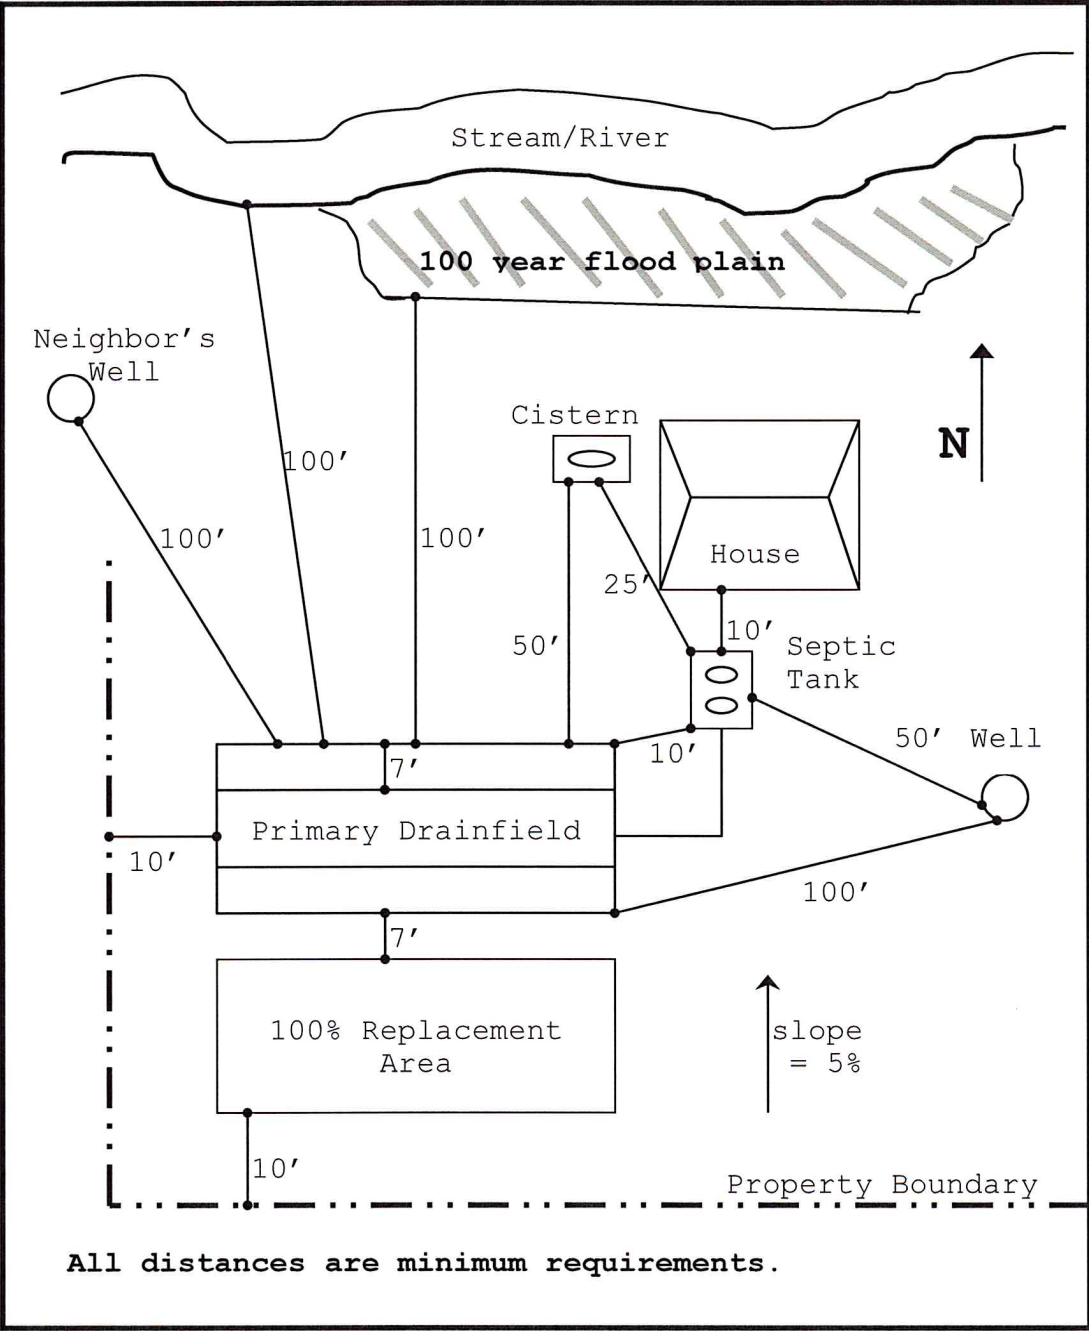 Stream/River
100 year flood plain
Neighbor's
Well
Cistern
N
100'
100'
100'
House
25'
50'
10'
Septic
Tank
50' Well
10'
7'
Primary Drainfield
10'
100'
7'
100% Replacement
Area
slope
= 5%
10'
Property Boundary
All distances are minimum requirements.